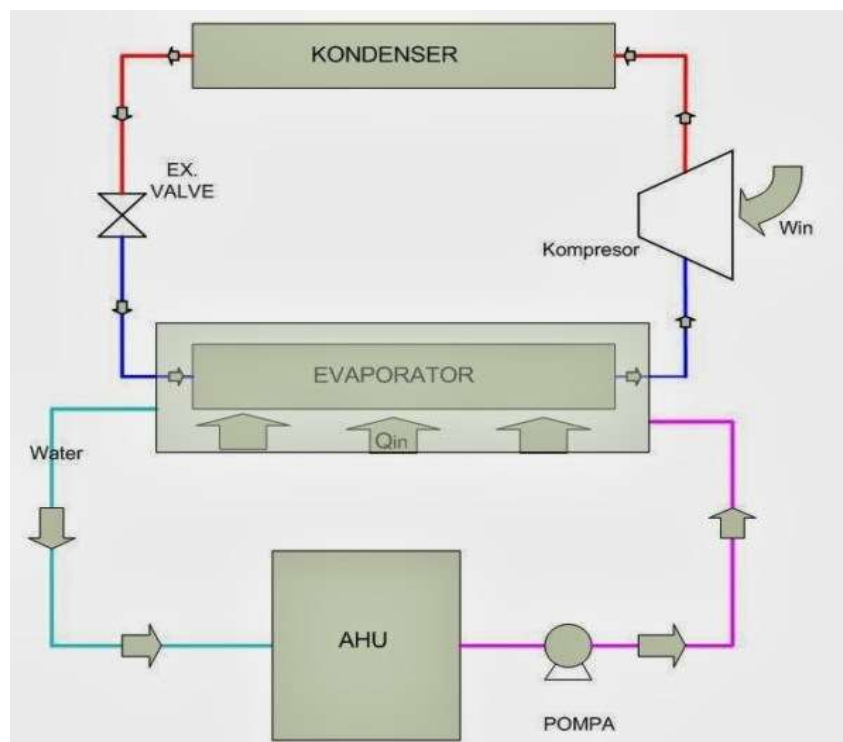 KONDENSER
EX.
VALVE
Kompresor
Win
EVAPORATOR
Qin
Water
AHU
POMPA